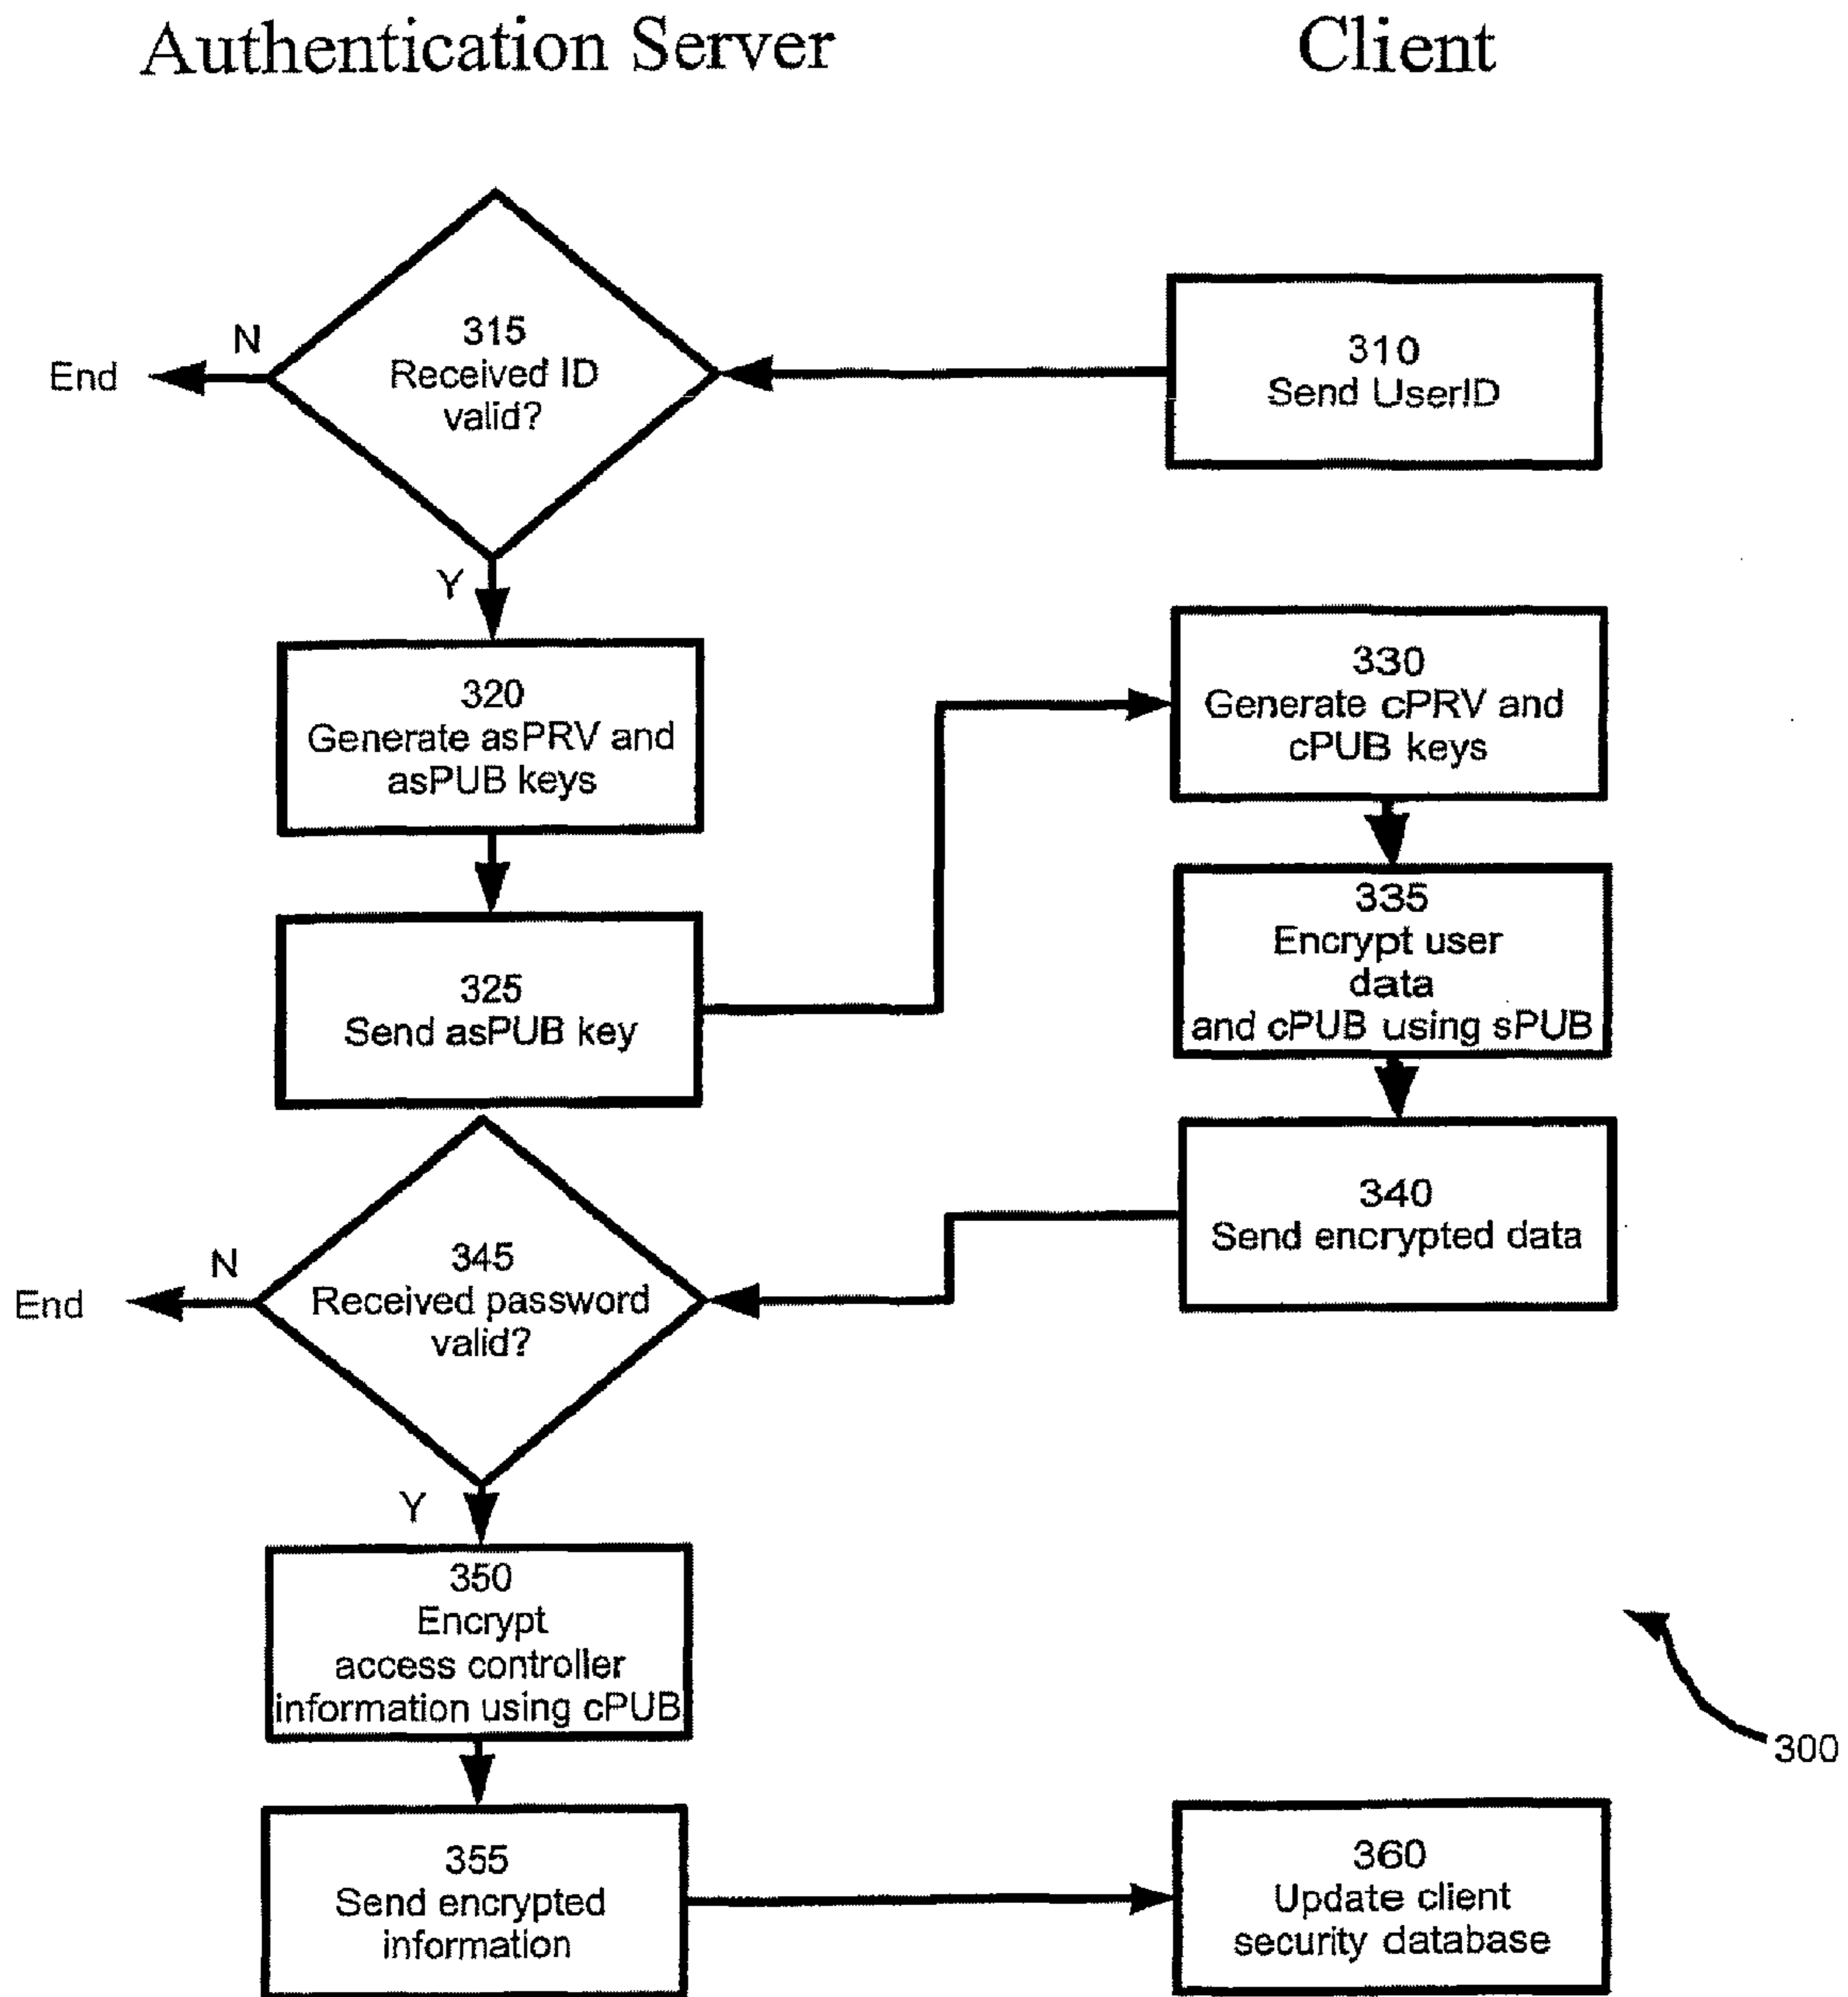 Authentication Server
Client
310
Send UserID
315
Received ID
valid?
N
End
Y
320
Generate asPRV and
asPUB keys
325
Send asPUB key
330
Generate cPRV and
cPUB keys
335
Encrypt user
data
and cPUB using sPUB
340
Send encrypted data
345
Received password
valid?
N
End
Y
350
Encrypt
access controller
information using cPUB
355
Send encrypted
information
360
Update client
security database
300